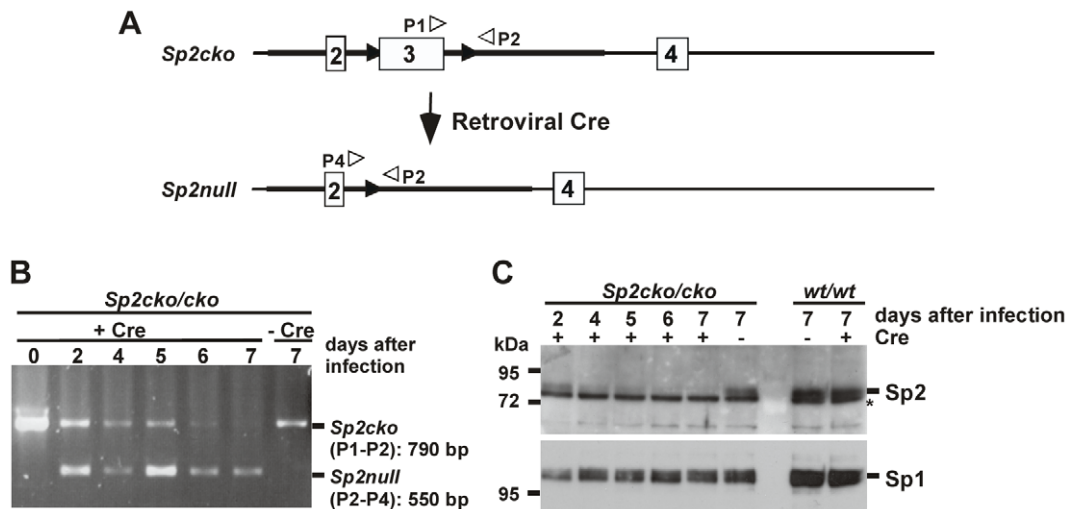 A
Sp2cko
2
3
P1
P2
4
Retroviral Cre
Sp2null
P4
2
P2
4
B
Sp2cko/cko
+ Cre
- Cre
0 2 4 5 6 7 7
days after
infection
Sp2cko
(P1-P2): 790 bp
Sp2null
(P2-P4): 550 bp
C
Sp2cko/cko
wt/wt
2 4 5 6 7 7 7 7 days after infection
+ + + + + - - + Cre
kDa
95
72
Sp2
*
95
Sp1